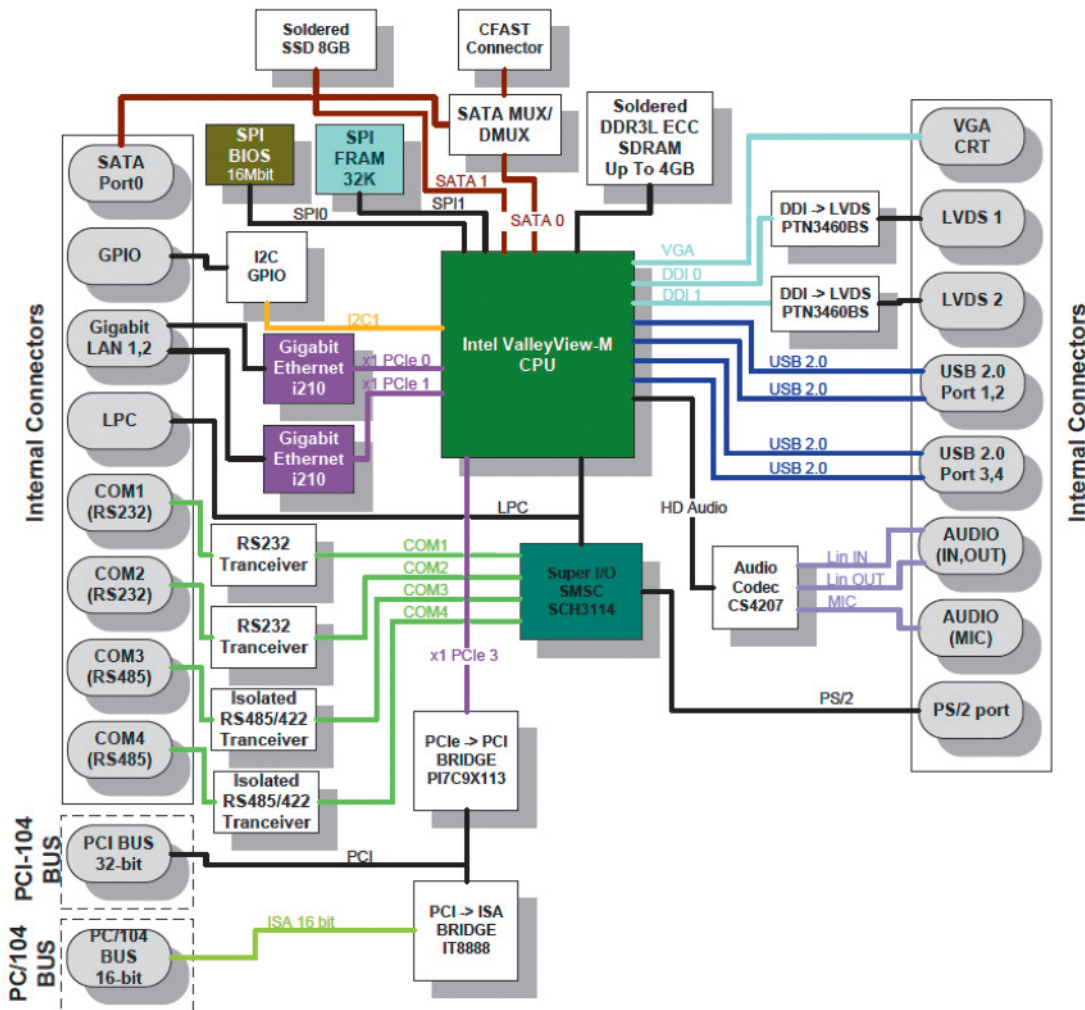 Soldered
SSD 8GB
CFAST
Connector
SATA MUX/
DMUX
Soldered
DDR3L ECC
SDRAM
Up To 4GB
SPI
BIOS
16Mbit
SPI
FRAM
32K
SATA 1
SPI0
SPI1
SATA 0
Internal Connectors
SATA
Port0
GPIO
I2C
GPIO
I2C1
Gigabit
LAN 1,2
Gigabit
Ethernet
i210
x1 PCIe 0
x1 PCIe 1
Gigabit
Ethernet
i210
LPC
LPC
Intel ValleyView-M
CPU
VGA
DDI 0
DDI 1
DDI -> LVDS
PTN3460BS
DDI -> LVDS
PTN3460BS
USB 2.0
USB 2.0
USB 2.0
USB 2.0
HD Audio
Internal Connectors
VGA
CRT
LVDS 1
LVDS 2
USB 2.0
Port 1,2
USB 2.0
Port 3,4
AUDIO
(IN,OUT)
AUDIO
(MIC)
PS/2 port
Audio
Codec
CS4207
Lin IN
Lin OUT
MIC
PS/2
COM1
(RS232)
COM2
(RS232)
COM3
(RS485)
COM4
(RS485)
RS232
Tranceiver
RS232
Tranceiver
Isolated
RS485/422
Tranceiver
Isolated
RS485/422
Tranceiver
COM1
COM2
COM3
COM4
Super I/O
SMSC
SCH3114
x1 PCIe 3
PCIe -> PCI
BRIDGE
PI7C9X113
PCI-104
BUS
PCI BUS
32-bit
PCI
PC/104
BUS
PC/104
BUS
16-bit
ISA 16 bit
PCI -> ISA
BRIDGE
IT8888